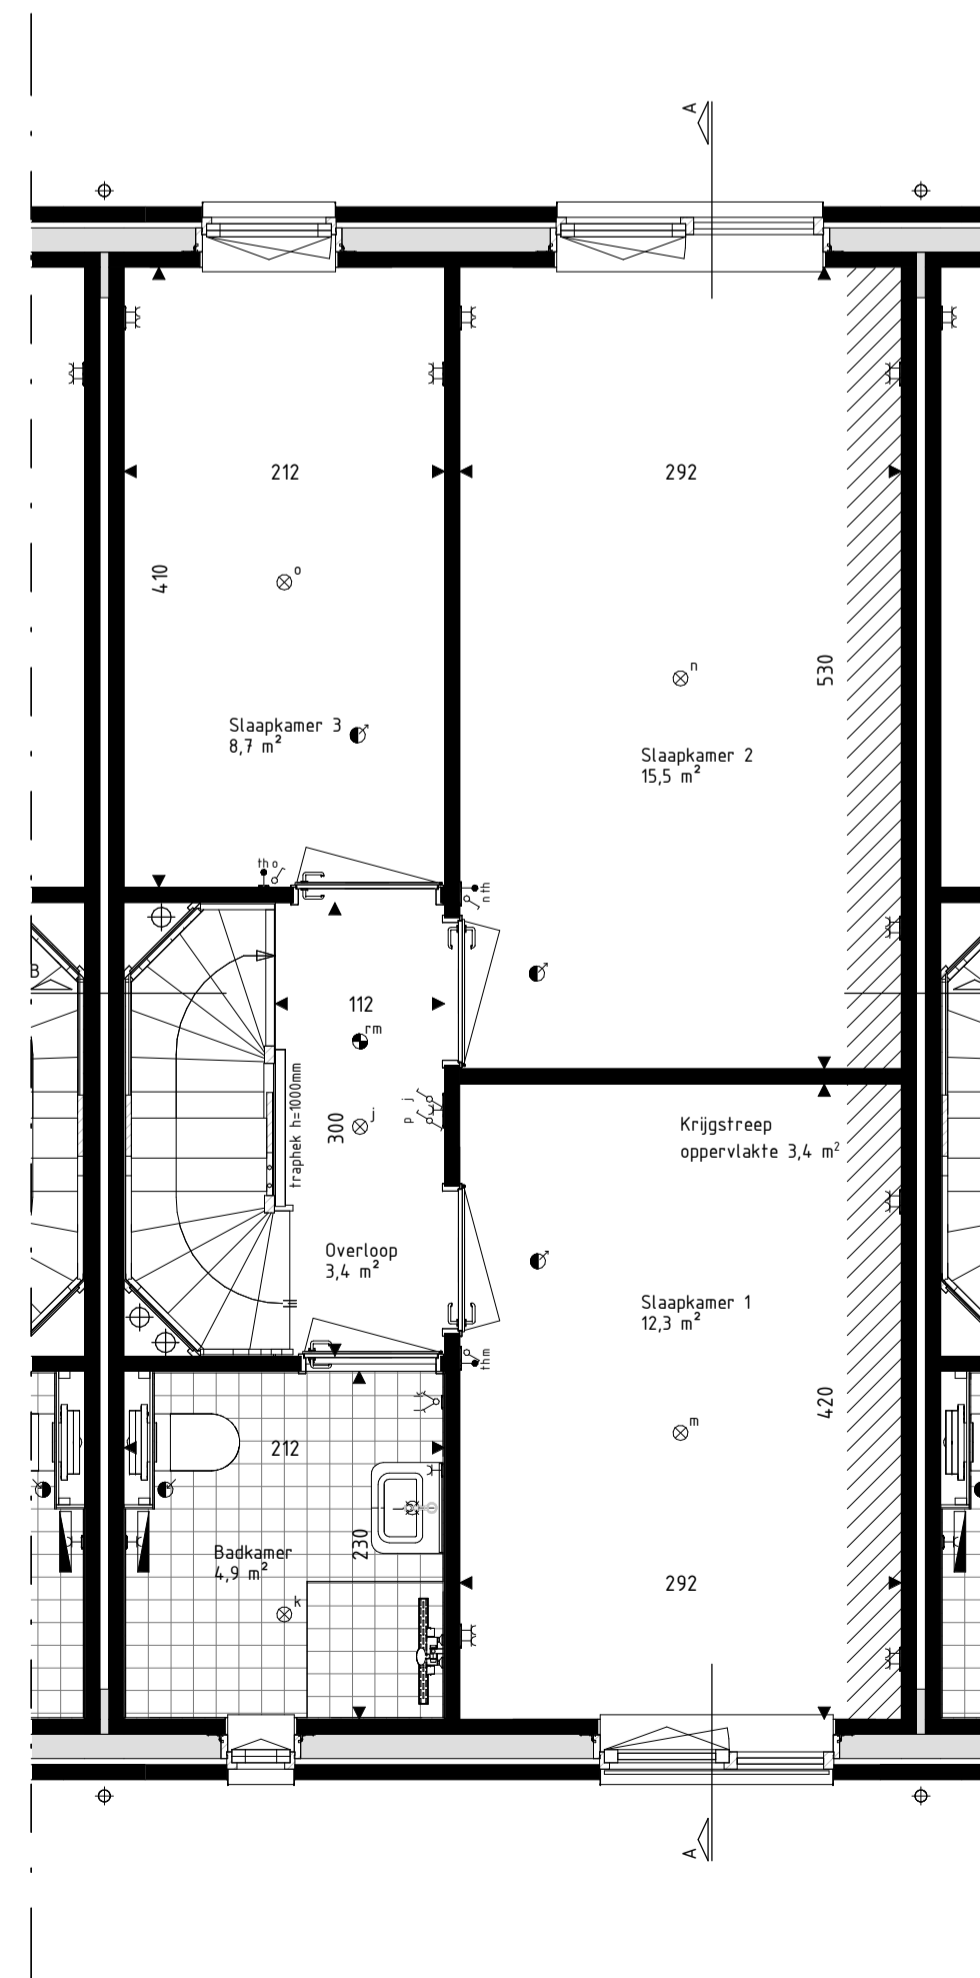 A
212
292
410
o
n
530
Slaapkamer 3
8,7 m²
Slaapkamer 2
15,5 m²
th o
n th
B
112
rm
traphek h=1000mm
300
j
p j
Krijgstreep
oppervlakte 3,4 m²
Overloop
3,4 m²
Slaapkamer 1
12,3 m²
thm
420
m
212
230
Badkamer
4,9 m²
k
292
A